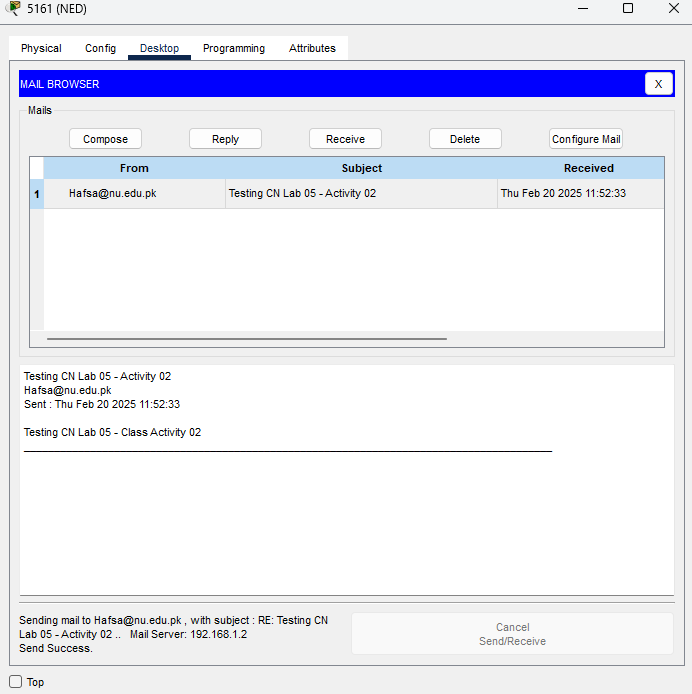 5161 (NED)
Physical Config Desktop Programming Attributes
MAIL BROWSER X
Mails
Compose Reply Receive Delete Configure Mail
From Subject Received
1 Hafsa@nu.edu.pk Testing CN Lab 05 - Activity 02 Thu Feb 20 2025 11:52:33
Testing CN Lab 05 - Activity 02
Hafsa@nu.edu.pk
Sent : Thu Feb 20 2025 11:52:33
Testing CN Lab 05 - Class Activity 02
Sending mail to Hafsa@nu.edu.pk , with subject : RE: Testing CN
Lab 05 - Activity 02 .. Mail Server: 192.168.1.2
Send Success.
Cancel
Send/Receive
Top